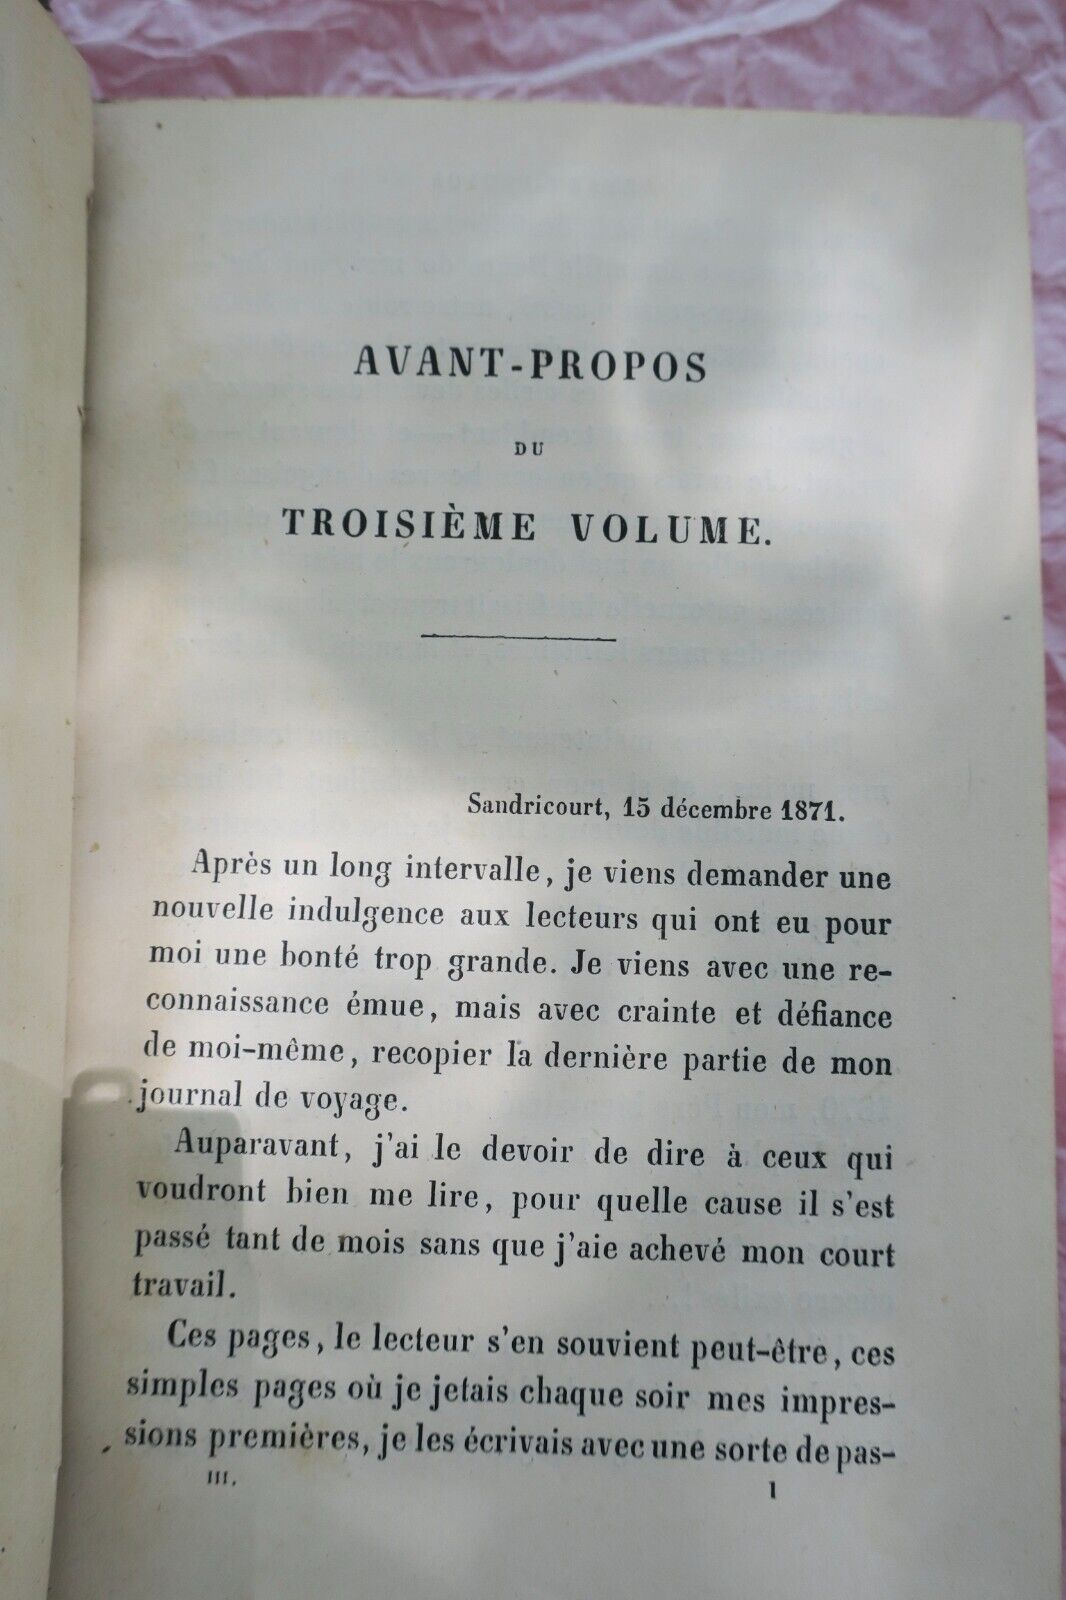 AVANT-PROPOS
DU
TROISIÈME VOLUME.
Sandricourt, 15 décembre 1871.
Après un long intervalle, je viens demander une
nouvelle indulgence aux lecteurs qui ont eu pour
moi une bonté trop grande. Je viens avec une re-
connaissance émue, mais avec crainte et défiance
de moi-même, recopier la dernière partie de mon
journal de voyage.
Auparavant, j'ai le devoir de dire à ceux qui
voudront bien me lire, pour quelle cause il s'est
passé tant de mois sans que j'aie achevé mon court
travail.
Ces pages, le lecteur s'en souvient peut-être, ces
simples pages où je jetais chaque soir mes impres-
sions premières, je les écrivais avec une sorte de pas-
III. 1